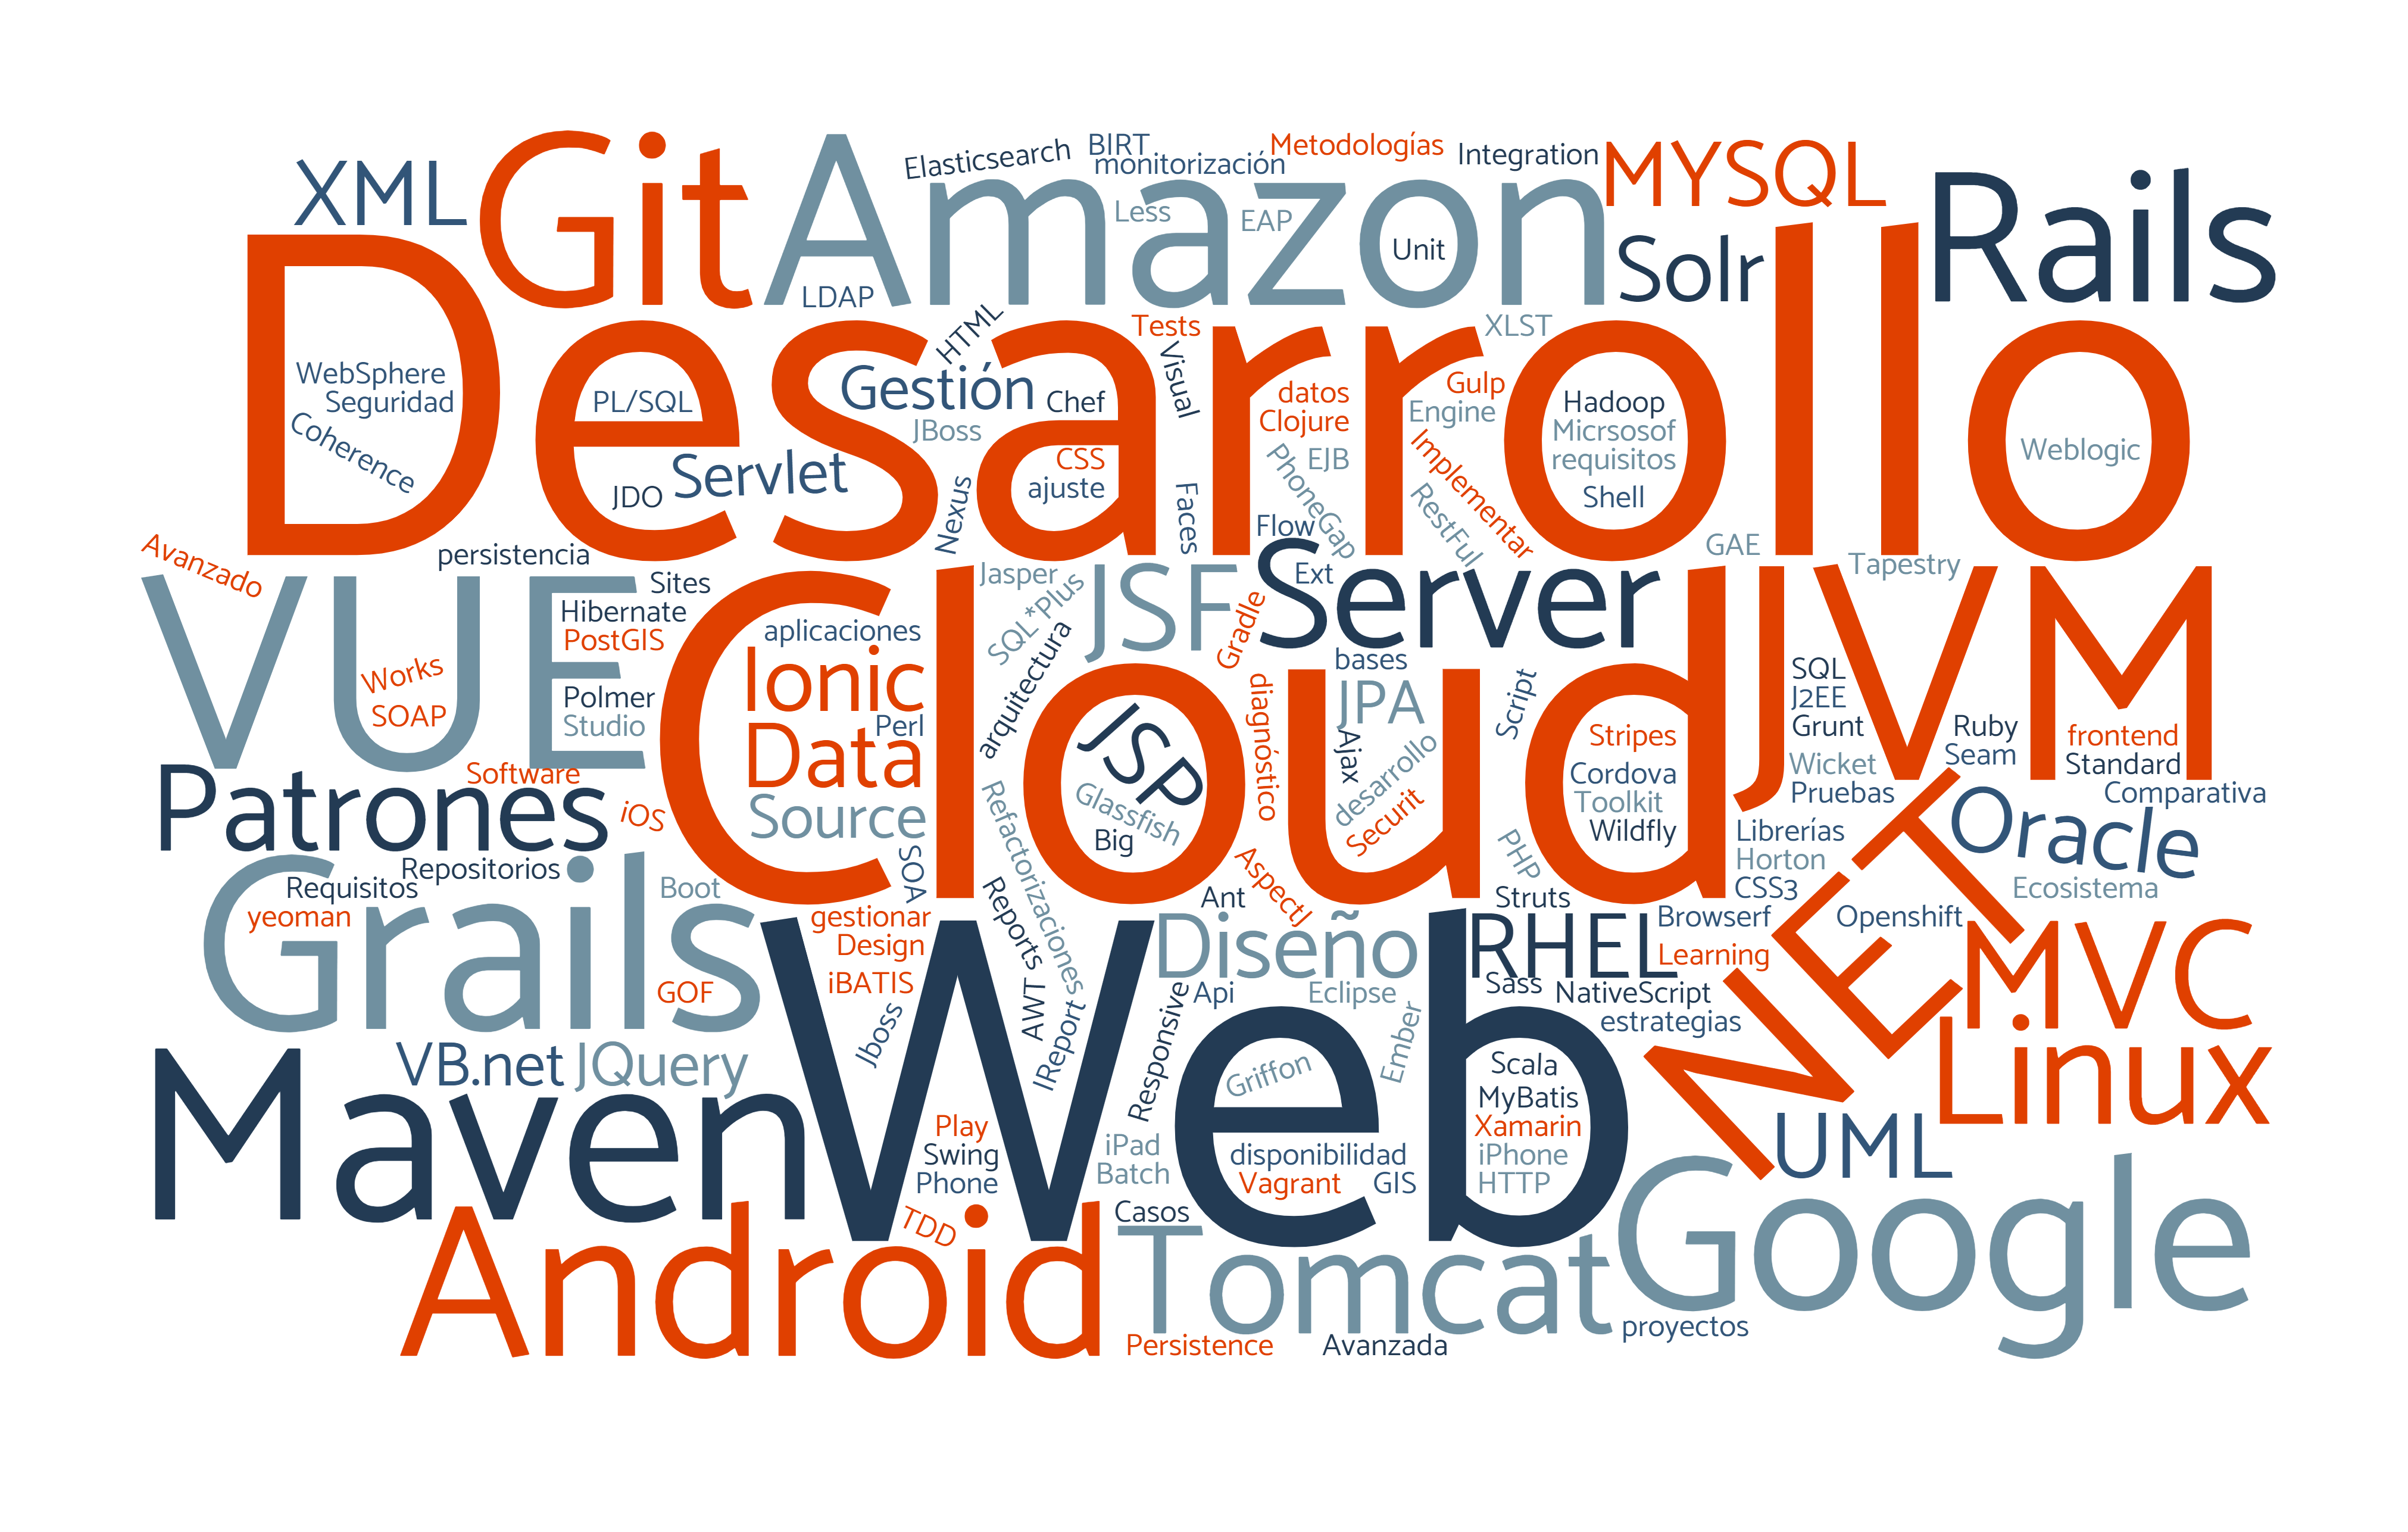 XML
Git
Amazon
Elasticsearch
BIRT
monitorización
Metodologías
Integration
MYSQL
Rails
Less
EAP
Unit
Solr
LDAP
HTML
Tests
XLST
Desarrollo
WebSphere
Seguridad
Coherence
PL/SQL
JDO
Gestión
JBoss
Servlet
Chef
CSS
ajuste
Nexus
Visual
Faces
datos
Clojure
EJB
PhoneGap
Flow
Gulp
Engine
Implementar
RestFul
Hadoop
Micrsosof
requisitos
Shell
Weblogic
GAE
Tapestry
Avanzado
persistencia
VUE
Sites
Hibernate
PostGIS
Works
SOAP
Polmer
Studio
Software
Cloud
aplicaciones
Ionic
Data
Perl
Source
Jasper
SQL*Plus
arquitectura
JSF
Gradle
Server
Ext
bases
JPA
Ajax
desarrollo
Securit
diagnóstico
JSP
Glassfish
Big
Script
Stripes
Cordova
Toolkit
Wildfly
PHP
JVM
SQL
J2EE
Grunt
Wicket
Pruebas
Ruby
Seam
frontend
Standard
Comparativa
Patrones
iOS
Repositorios
Requisitos
yeoman
Boot
Grails
GOF
SOA
gestionar
Design
iBATIS
Jboss
Refactorizaciones
Reports
AWT
IReport
Responsive
Ant
AspectJ
Diseño
Api
Eclipse
Ember
Struts
RHEL
Sass
NativeScript
estrategias
Librerías
Horton
CSS3
Browserf
Learning
Openshift
Oracle
Ecosistema
NET
MVC
Linux
UML
VB.net
JQuery
Maven
Web
Play
Swing
Phone
iPad
Batch
Griffon
disponibilidad
Vagrant
GIS
Scala
MyBatis
Xamarin
iPhone
HTTP
Casos
TDD
Android
Tomcat
Google
proyectos
Persistence
Avanzada